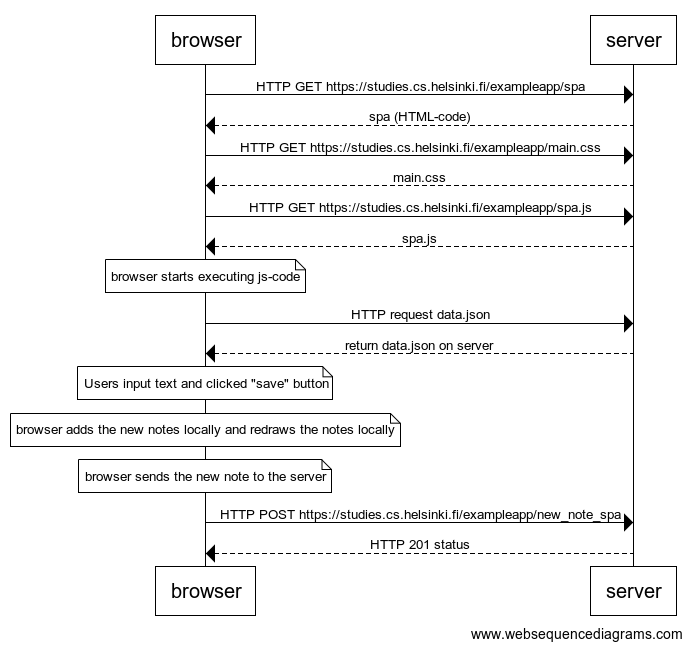 browser
server
HTTP GET https://studies.cs.helsinki.fi/exampleapp/spa
spa (HTML-code)
HTTP GET https://studies.cs.helsinki.fi/exampleapp/main.css
main.css
HTTP GET https://studies.cs.helsinki.fi/exampleapp/spa.js
spa.js
browser starts executing js-code
HTTP request data.json
return data.json on server
Users input text and clicked "save" button
browser adds the new notes locally and redraws the notes locally
browser sends the new note to the server
HTTP POST https://studies.cs.helsinki.fi/exampleapp/new_note_spa
HTTP 201 status
browser
server
www.websequencediagrams.com